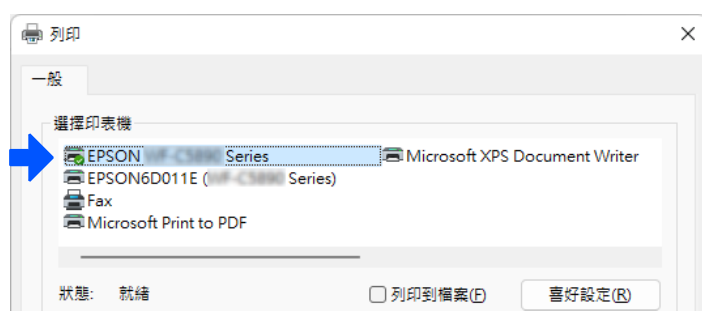 列印
一般
選擇印表機
EPSON Series
Microsoft XPS Document Writer
EPSON6D011E ( Series)
Fax
Microsoft Print to PDF
狀態: 就緒
列印到檔案(F)
喜好設定(R)